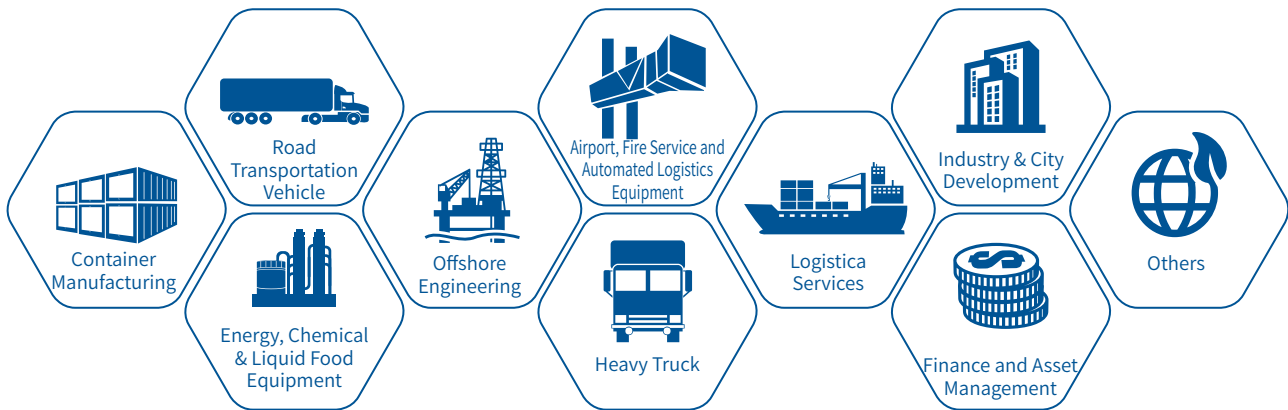 Container
Manufacturing
Road
Transportation
Vehicle
Energy, Chemical
& Liquid Food
Equipment
Offshore
Engineering
Airport, Fire Service and
Automated Logistics
Equipment
Heavy Truck
Logistica
Services
Industry & City
Development
Finance and Asset
Management
Others